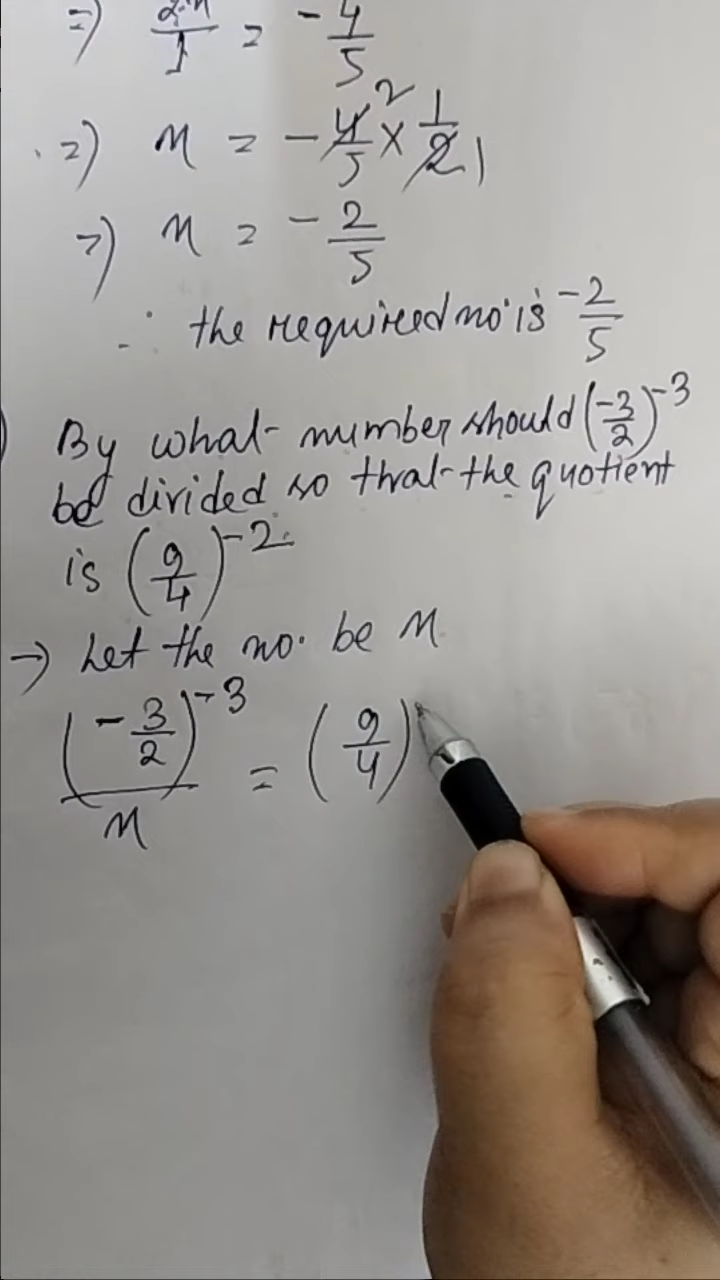 =) 2x/1 = -4/5
=) x = -4/5 2 × 1/2 1
=) x = -2/5
∴ the required no· is -2/5
) By what number should (-3/2)^-3
be divided so that the quotient
is (9/4)^-2.
→ Let the no. be x
(-3/2)^-3 / x = (9/4)